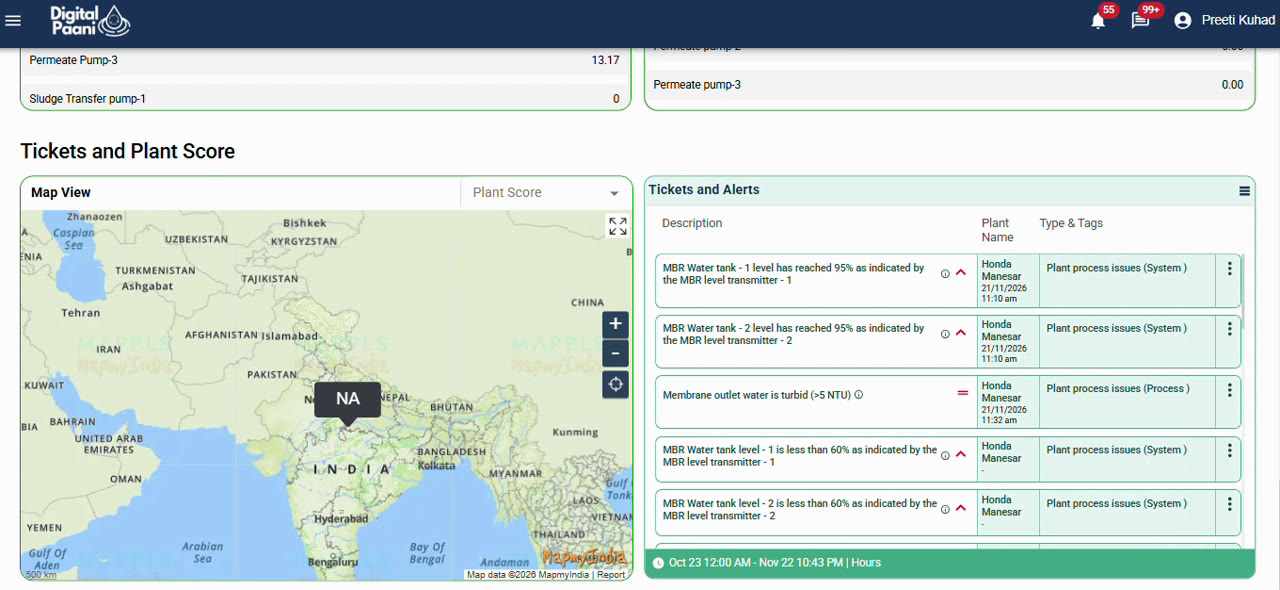 Digital
Paani
55
99+
Preeti Kuhad
Permeate Pump-3 13.17
Sludge Transfer pump-1 0
Permeate pump-3 0.00
Tickets and Plant Score
Map View
Plant Score
Zhanaozen
Caspian
Sea
Bishkek
UZBEKISTAN
KYRGYZSTAN
TURKMENISTAN
Ashgabat
TAJIKISTAN
CHINA
Tehran
AFGHANISTAN
Islamabad
IRAN
MAPPLS
MapmyIndia
PAKISTAN
KUWAIT
NA
NEPAL
BHUTAN
BAHRAIN
UNITED ARAB
EMIRATES
Kunming
BANGLADESH
INDIA
Kolkata
MYANMAR
OMAN
Gulf
Tonk
LAOS
VIETNAM
Hyderabad
YEMEN
THAILAND
Arabian
Sea
Bay Of
Bengal
Gulf Of
Aden
Bengaluru
Andaman
MapmyIndia
500 km
Map data ©2026 MapmyIndia | Report
+
-
Tickets and Alerts
Description
Plant
Name
Type & Tags
MBR Water tank - 1 level has reached 95% as indicated by
the MBR level transmitter - 1
Honda
Manesar
21/11/2026
11:10 am
Plant process issues (System )
MBR Water tank - 2 level has reached 95% as indicated by
the MBR level transmitter - 2
Honda
Manesar
21/11/2026
11:10 am
Plant process issues (System )
Membrane outlet water is turbid (>5 NTU)
Honda
Manesar
21/11/2026
11:32 am
Plant process issues (Process )
MBR Water tank level - 1 is less than 60% as indicated by the
MBR level transmitter - 1
Honda
Manesar
-
Plant process issues (System )
MBR Water tank level - 2 is less than 60% as indicated by the
MBR level transmitter - 2
Honda
Manesar
-
Plant process issues (System )
Oct 23 12:00 AM - Nov 22 10:43 PM | Hours